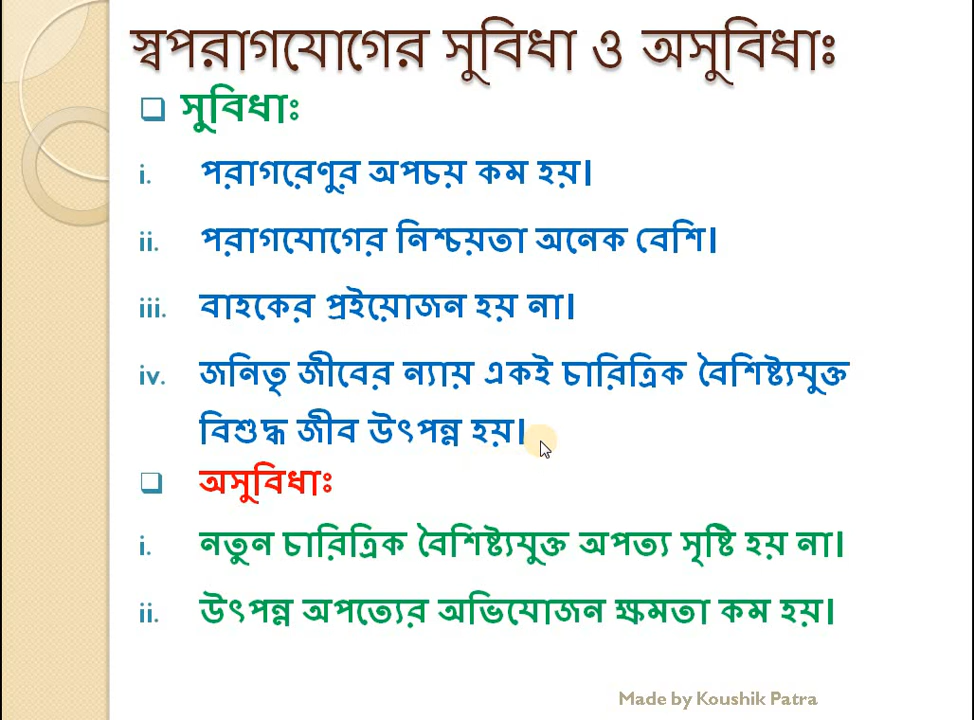 স্বপরাগযোগের সুবিধা ও অসুবিধাঃ
সুবিধাঃ
i. পরাগরেণুর অপচয় কম হয়।
ii. পরাগযোগের নিশ্চয়তা অনেক বেশি।
iii. বাহকের প্রইয়োজন হয় না।
iv. জনিতৃ জীবের ন্যায় একই চারিত্রিক বৈশিষ্ট্যযুক্ত
বিশুদ্ধ জীব উৎপন্ন হয়।
অসুবিধাঃ
i. নতুন চারিত্রিক বৈশিষ্ট্যযুক্ত অপত্য সৃষ্টি হয় না।
ii. উৎপন্ন অপত্যের অভিযোজন ক্ষমতা কম হয়।
Made by Koushik Patra